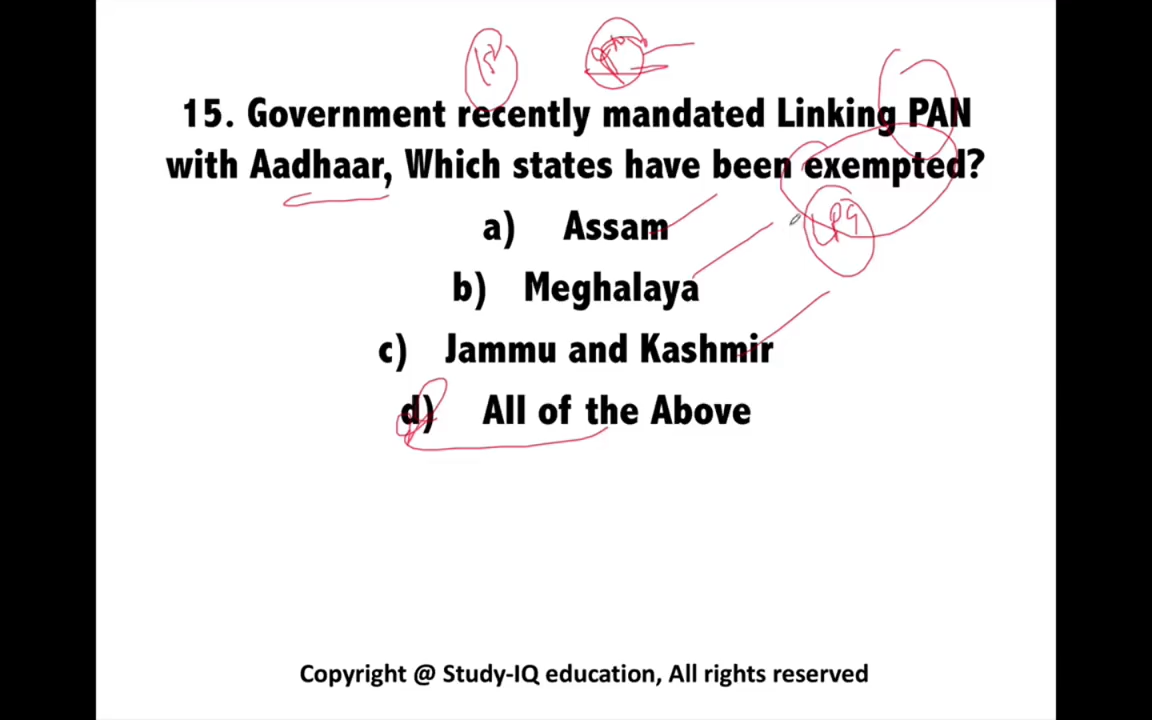 15. Government recently mandated Linking PAN
with Aadhaar, Which states have been exempted?
LPG
a) Assam
b) Meghalaya
c) Jammu and Kashmir
d) All of the Above
Copyright @ Study-IQ education, All rights reserved